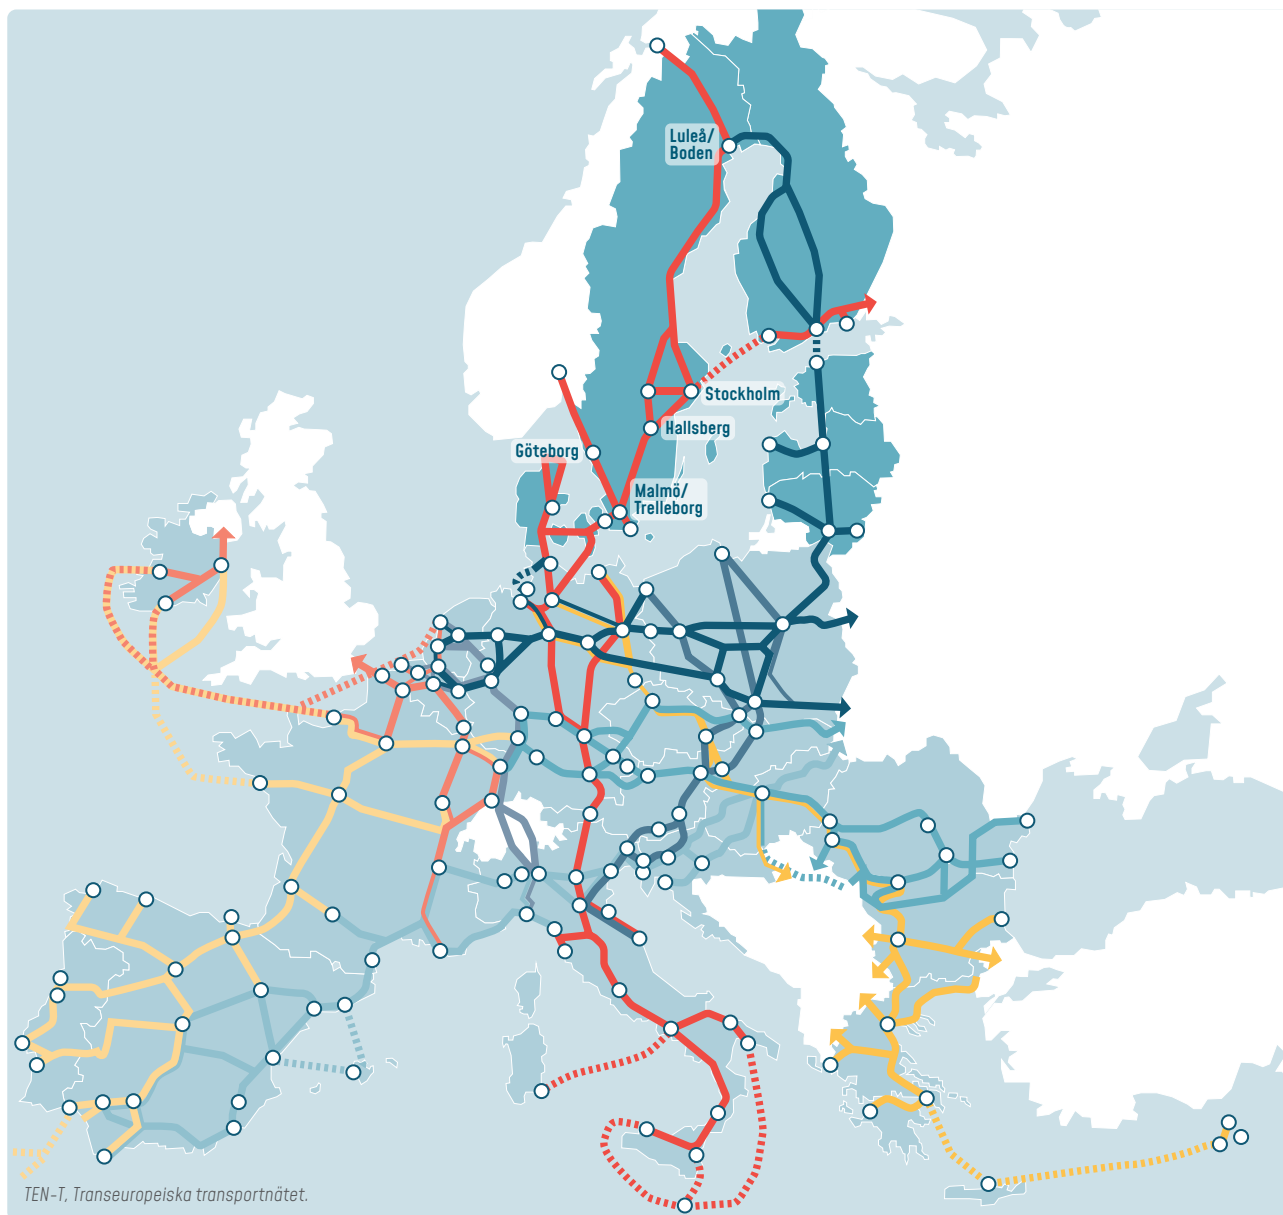 Luleå/
Boden
Stockholm
Hallsberg
Göteborg
Malmö/
Trelleborg
TEN-T, Transeuropeiska transportnätet.